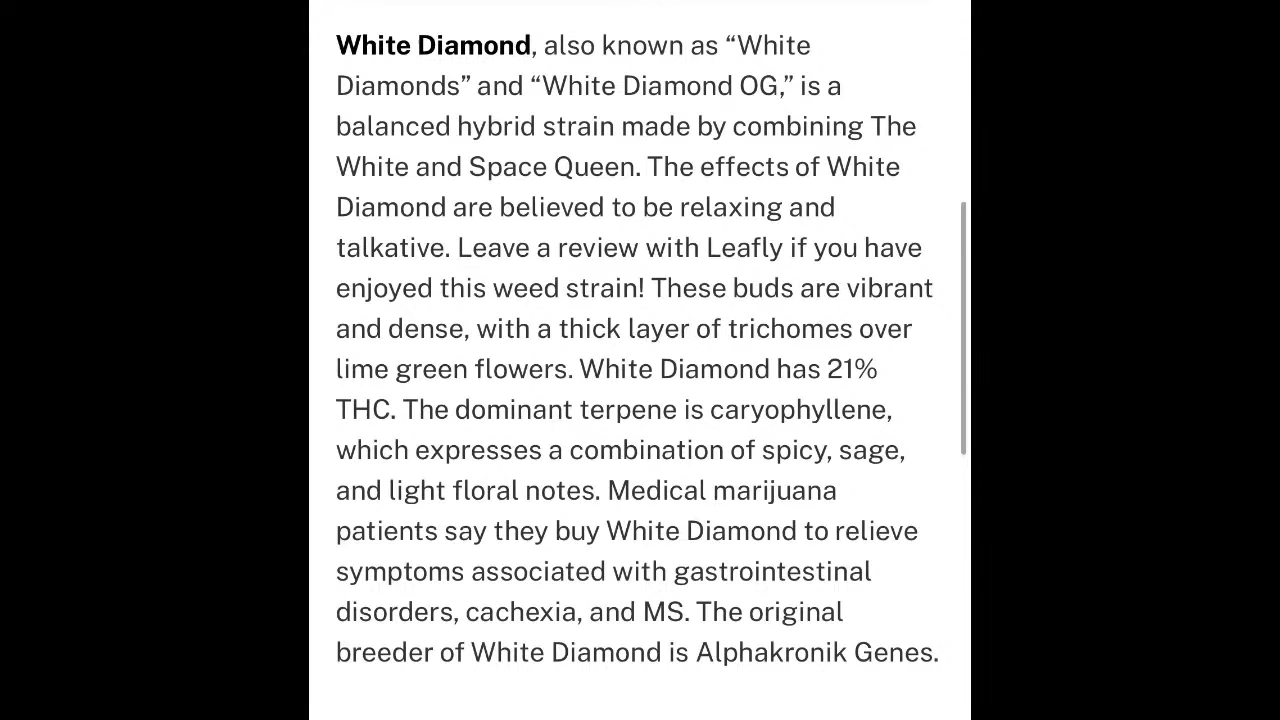 White Diamond, also known as “White
Diamonds” and “White Diamond OG,” is a
balanced hybrid strain made by combining The
White and Space Queen. The effects of White
Diamond are believed to be relaxing and
talkative. Leave a review with Leafly if you have
enjoyed this weed strain! These buds are vibrant
and dense, with a thick layer of trichomes over
lime green flowers. White Diamond has 21%
THC. The dominant terpene is caryophyllene,
which expresses a combination of spicy, sage,
and light floral notes. Medical marijuana
patients say they buy White Diamond to relieve
symptoms associated with gastrointestinal
disorders, cachexia, and MS. The original
breeder of White Diamond is Alphakronik Genes.